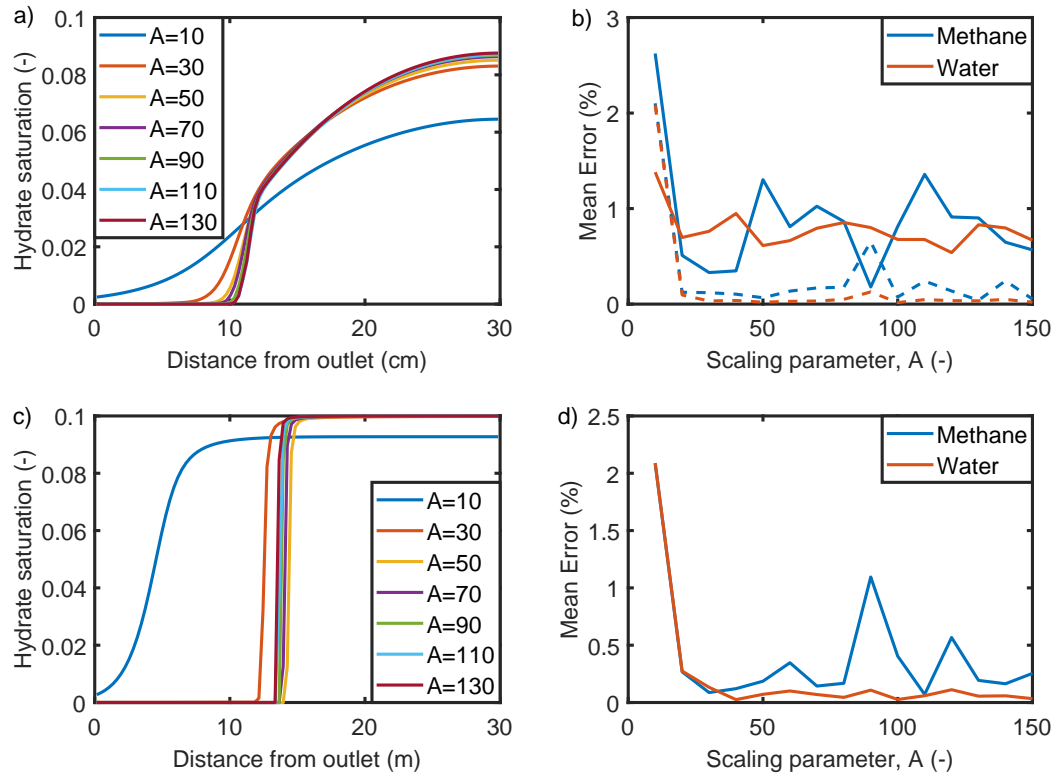 a)
0.1
0.08
0.06
0.04
0.02
0
Hydrate saturation (-)
A=10
A=30
A=50
A=70
A=90
A=110
A=130
0 10 20 30
Distance from outlet (cm)
b)
3
2
1
0
Mean Error (%)
Methane
Water
0 50 100 150
Scaling parameter, A (-)
c)
0.1
0.08
0.06
0.04
0.02
0
Hydrate saturation (-)
A=10
A=30
A=50
A=70
A=90
A=110
A=130
0 10 20 30
Distance from outlet (m)
d)
2.5
2
1.5
1
0.5
0
Mean Error (%)
Methane
Water
0 50 100 150
Scaling parameter, A (-)